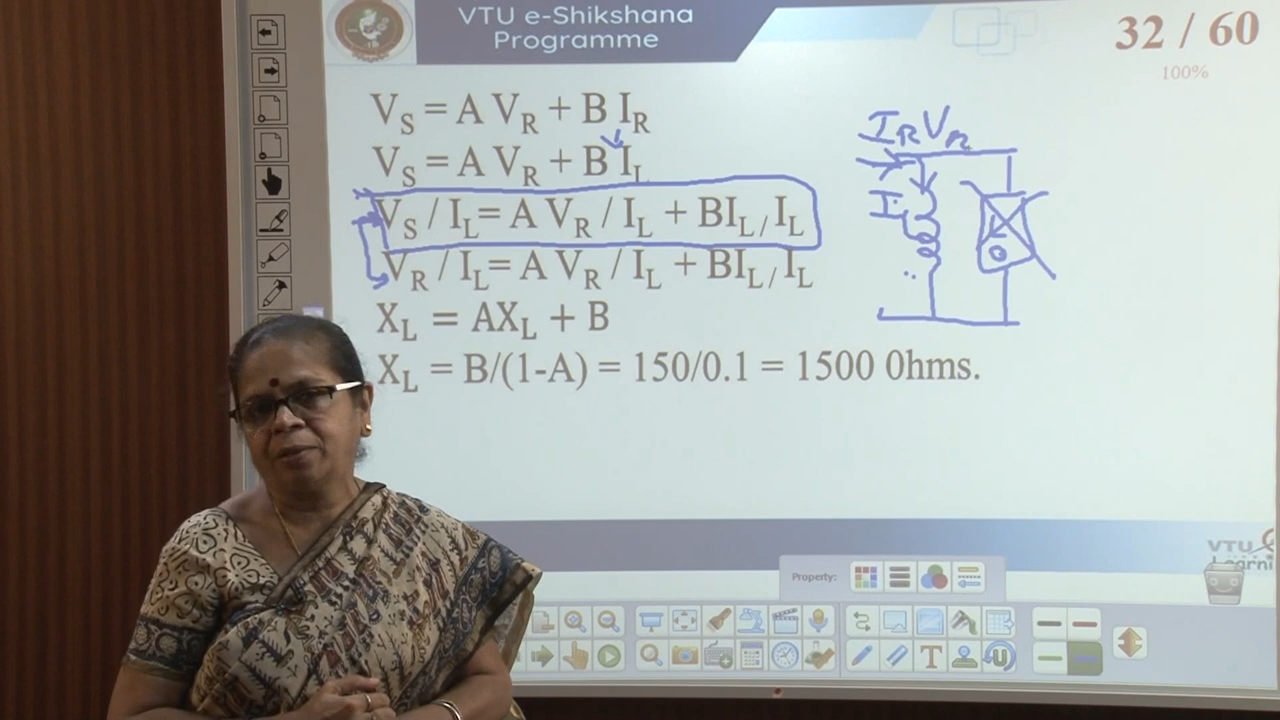 VTU e-Shikshana
Programme
32 / 60
100%
V_S = A V_R + B I_R
V_S = A V_R + B I_L
V_S / I_L= A V_R / I_L + BI_L / I_L
V_R / I_L= A V_R / I_L + BI_L / I_L
X_L = AX_L + B
X_L = B/(1-A) = 150/0.1 = 1500 0hms.
I_R V_R
Property:
VTU